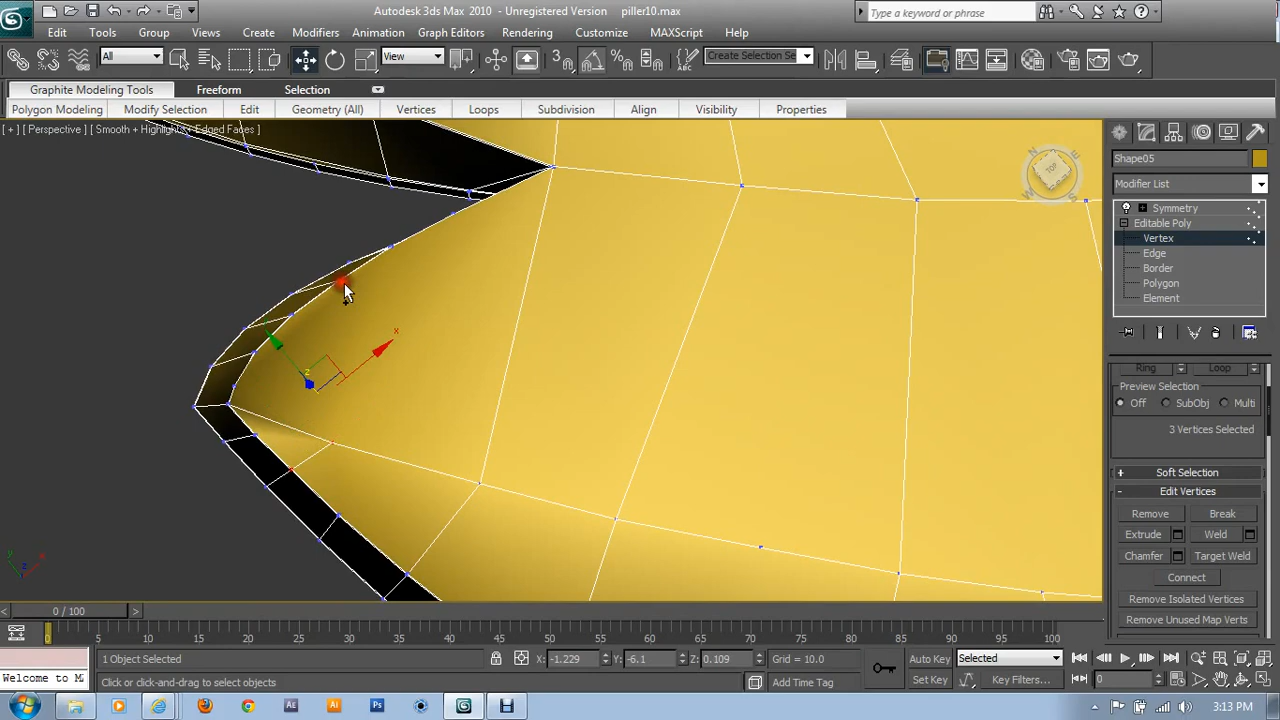 Autodesk 3ds Max 2010 - Unregistered Version piller10.max
Type a keyword or phrase
Edit Tools Group Views Create Modifiers Animation Graph Editors Rendering Customize MAXScript Help
All View Create Selection Se
Graphite Modeling Tools Freeform Selection
Polygon Modeling Modify Selection Edit Geometry (All) Vertices Loops Subdivision Align Visibility Properties
[ + ] [ Perspective ] [ Smooth + Highlights + Edged Faces ]
TOP
Shape05
Modifier List
Symmetry
Editable Poly
Vertex
Edge
Border
Polygon
Element
Ring Loop
Preview Selection
Off SubObj Multi
3 Vertices Selected
+ Soft Selection
- Edit Vertices
Remove Break
Extrude Weld
Chamfer Target Weld
Connect
Remove Isolated Vertices
Remove Unused Map Verts
x
z
0 / 100
0 5 10 15 20 25 30 35 40 45 50 55 60 65 70 75 80 85 90 95 100
1 Object Selected X: -1.229 Y: -6.1 Z: 0.109 Grid = 10.0 Auto Key Selected
Welcome to M Click or click-and-drag to select objects Add Time Tag Set Key Key Filters... 0
3:13 PM